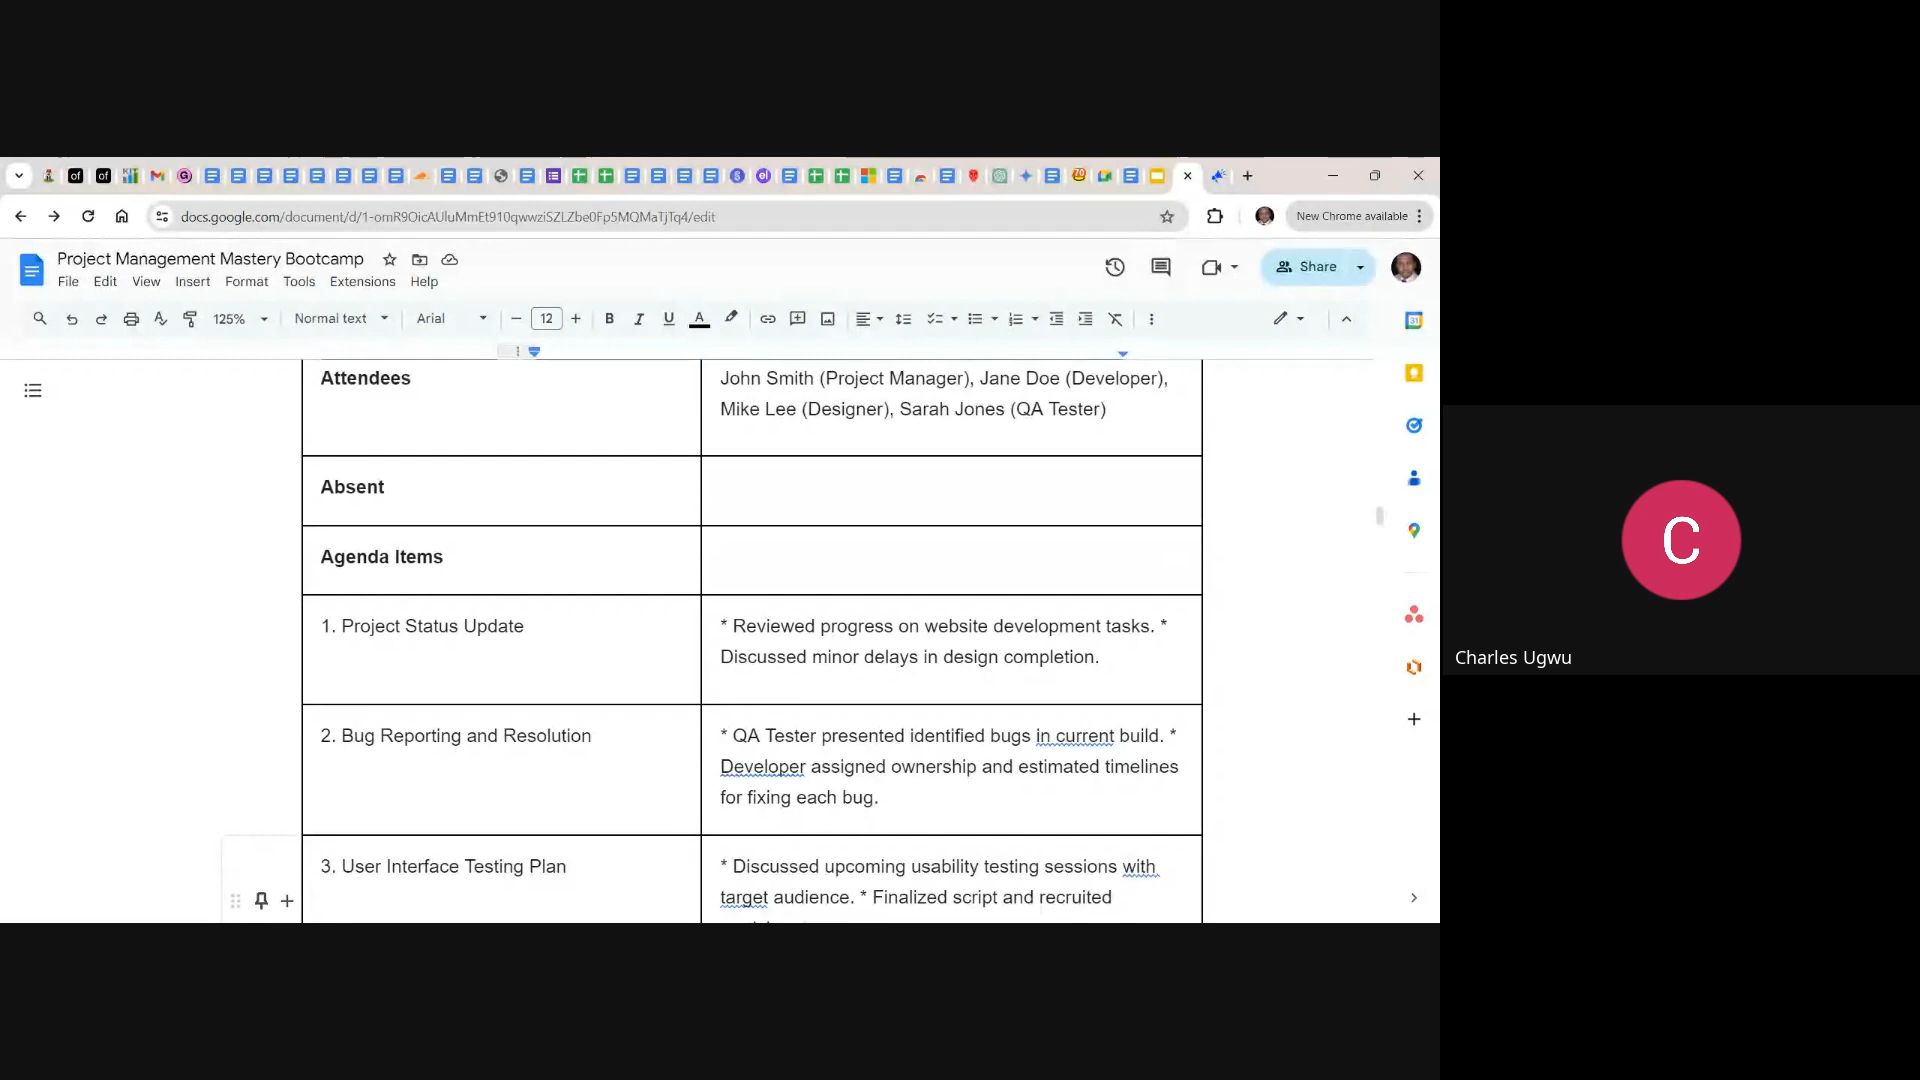 docs.google.com/document/d/1-omR9OicAUluMmEt910qwwziSZLZbe0Fp5MQMaTjTq4/edit
New Chrome available
Project Management Mastery Bootcamp
File Edit View Insert Format Tools Extensions Help
Share
125% Normal text Arial 12
Attendees
John Smith (Project Manager), Jane Doe (Developer),
Mike Lee (Designer), Sarah Jones (QA Tester)
Absent
Agenda Items
1. Project Status Update
* Reviewed progress on website development tasks. *
Discussed minor delays in design completion.
2. Bug Reporting and Resolution
* QA Tester presented identified bugs in current build. *
Developer assigned ownership and estimated timelines
for fixing each bug.
3. User Interface Testing Plan
* Discussed upcoming usability testing sessions with
target audience. * Finalized script and recruited
C
Charles Ugwu